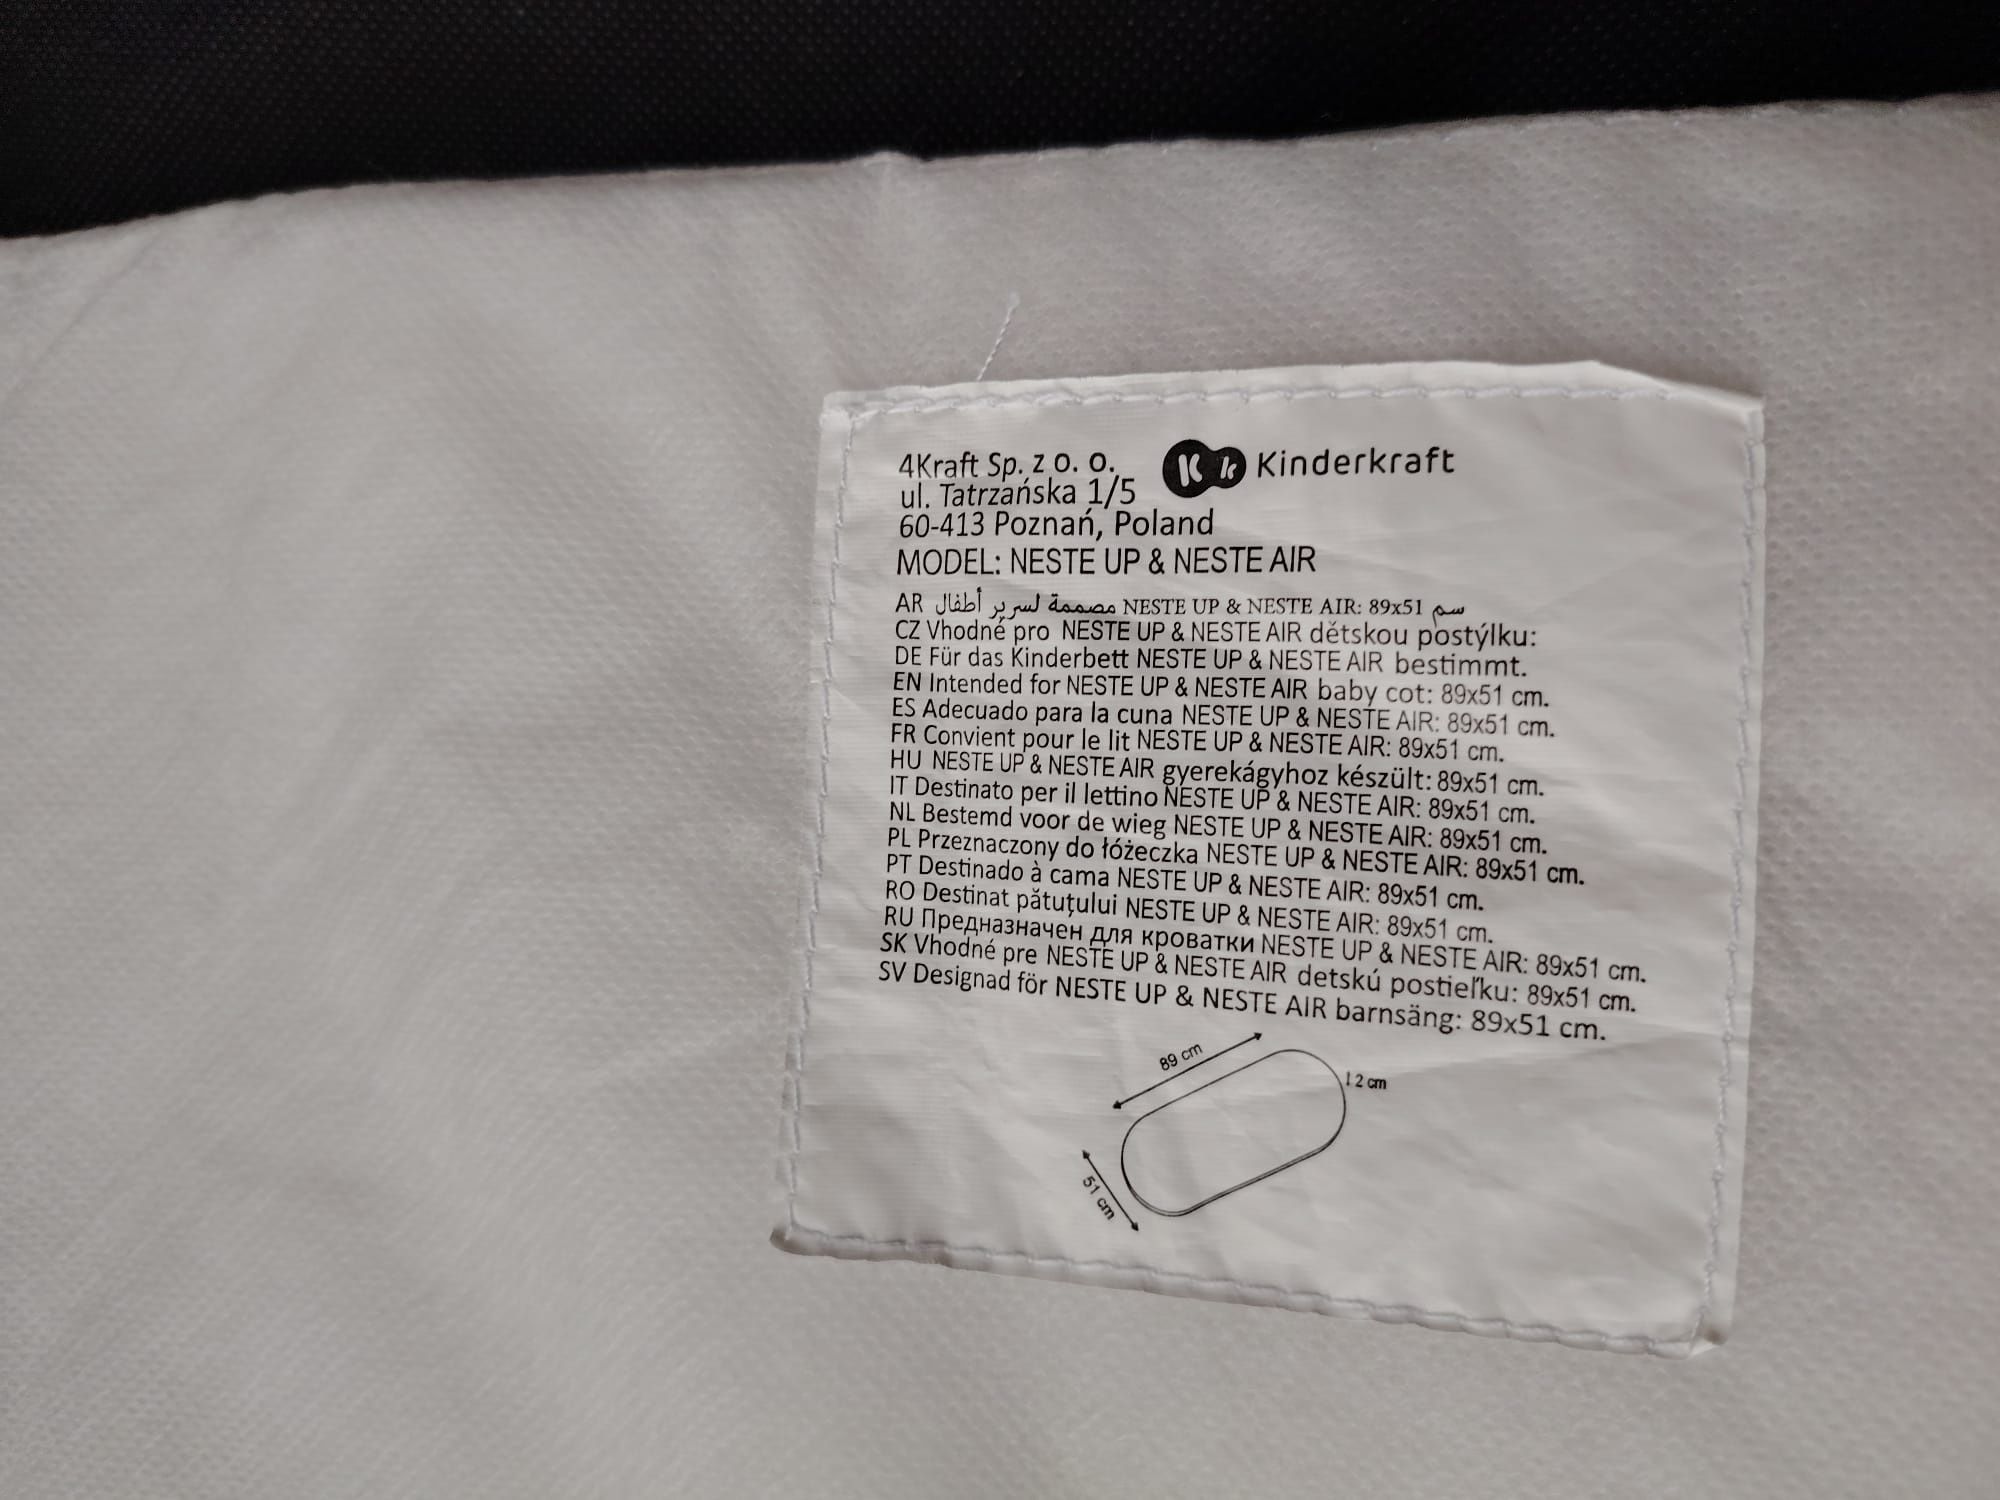 4Kraft Sp. z o. o.
ul. Tatrzańska 1/5
60-413 Poznań, Poland
Kinderkraft
MODEL: NESTE UP & NESTE AIR
AR مصممة لسرير أطفال NESTE UP & NESTE AIR: 89x51 سم
CZ Vhodné pro NESTE UP & NESTE AIR dětskou postýlku:
DE Für das Kinderbett NESTE UP & NESTE AIR bestimmt.
EN Intended for NESTE UP & NESTE AIR baby cot: 89x51 cm.
ES Adecuado para la cuna NESTE UP & NESTE AIR: 89x51 cm.
FR Convient pour le lit NESTE UP & NESTE AIR: 89x51 cm.
HU NESTE UP & NESTE AIR gyerekágyhoz készült: 89x51 cm.
IT Destinato per il lettino NESTE UP & NESTE AIR: 89x51 cm.
NL Bestemd voor de wieg NESTE UP & NESTE AIR: 89x51 cm.
PL Przeznaczony do łóżeczka NESTE UP & NESTE AIR: 89x51 cm.
PT Destinado à cama NESTE UP & NESTE AIR: 89x51 cm.
RO Destinat pătuțului NESTE UP & NESTE AIR: 89x51 cm.
RU Предназначен для кроватки NESTE UP & NESTE AIR: 89x51 cm.
SK Vhodné pre NESTE UP & NESTE AIR detskú postieľku: 89x51 cm.
SV Designad för NESTE UP & NESTE AIR barnsäng: 89x51 cm.
89 cm
2 cm
51 cm